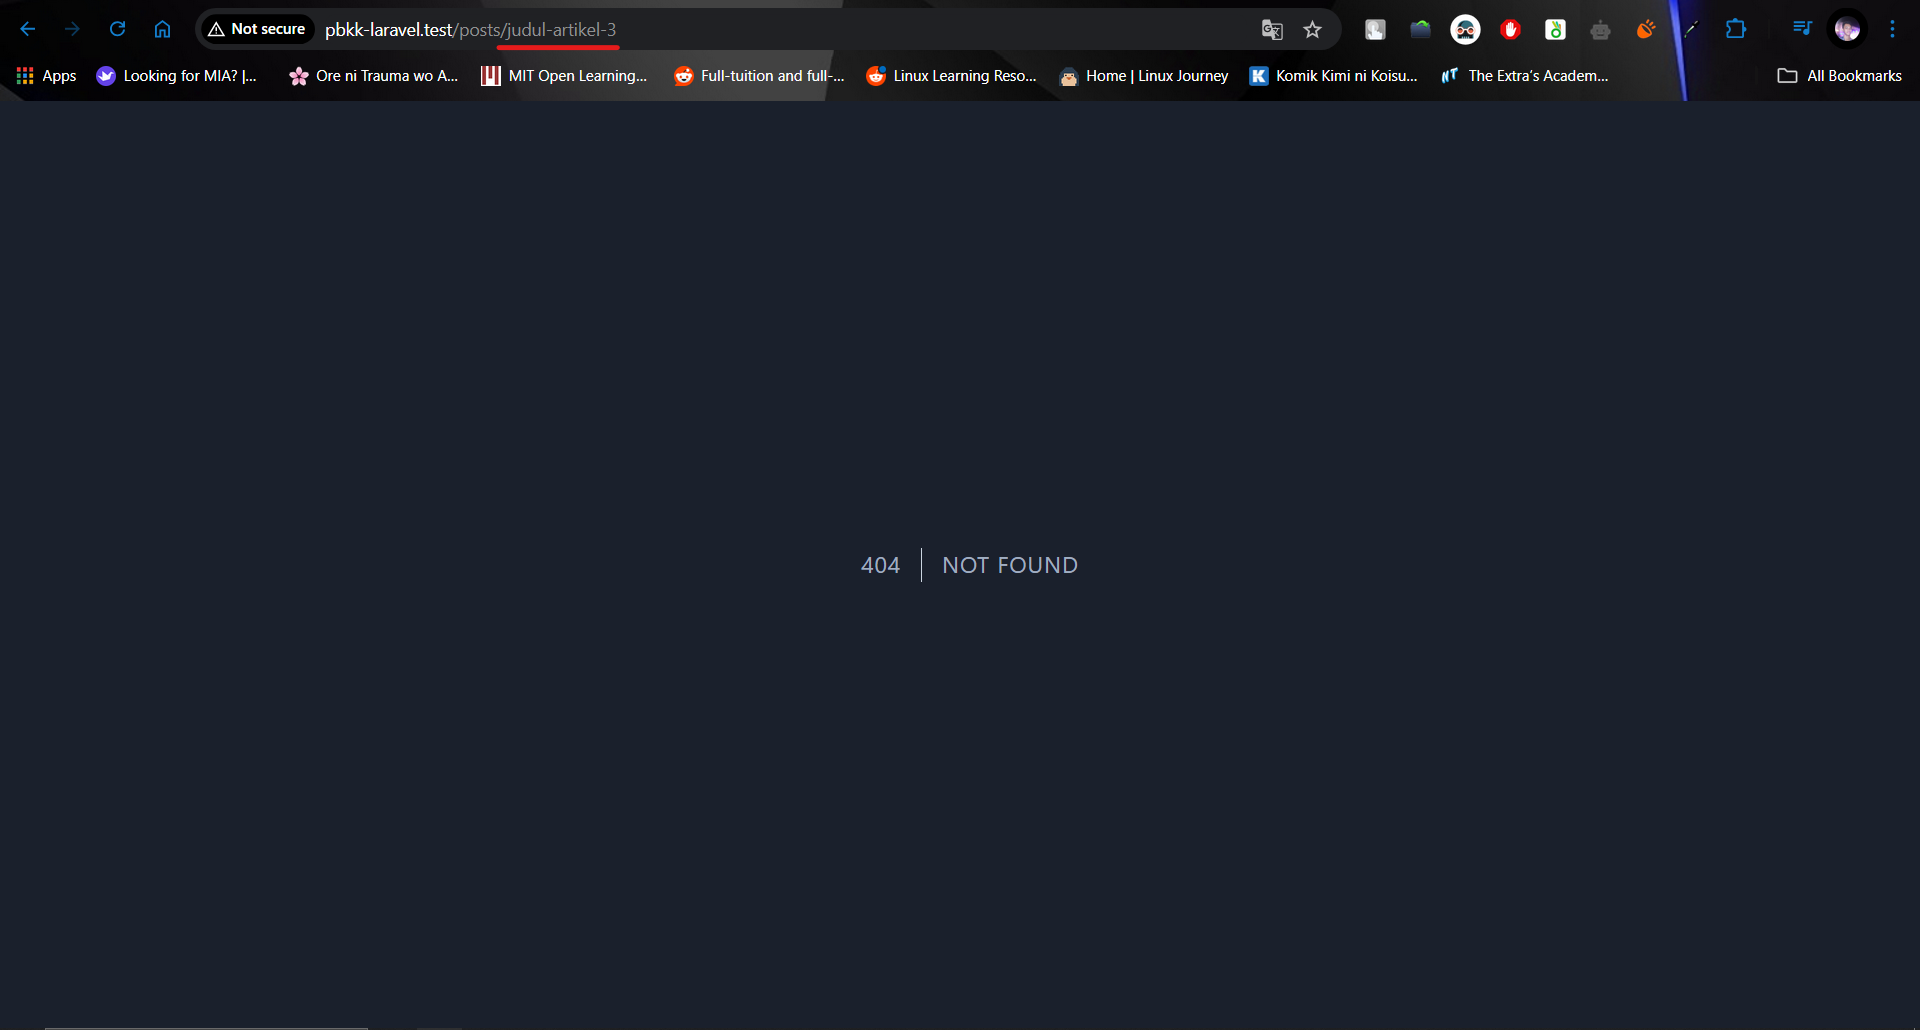 Not secure pbkk-laravel.test/posts/judul-artikel-3
Apps Looking for MIA? |... Ore ni Trauma wo A... MIT Open Learning... Full-tuition and full-... Linux Learning Reso... Home | Linux Journey Komik Kimi ni Koisu... The Extra's Academ... All Bookmarks
404 NOT FOUND